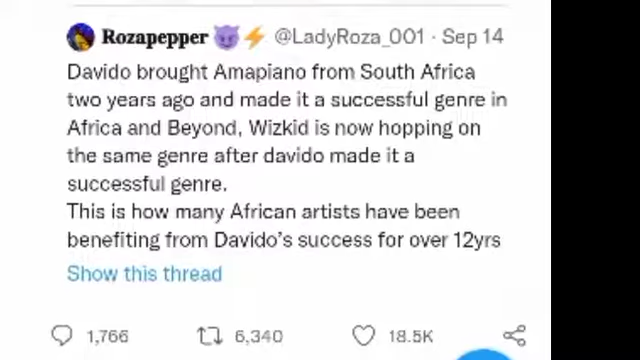 Rozapepper 😈⚡ @LadyRoza_001 · Sep 14
Davido brought Amapiano from South Africa
two years ago and made it a successful genre in
Africa and Beyond, Wizkid is now hopping on
the same genre after davido made it a
successful genre.
This is how many African artists have been
benefiting from Davido's success for over 12yrs
Show this thread
1,766 6,340 18.5K